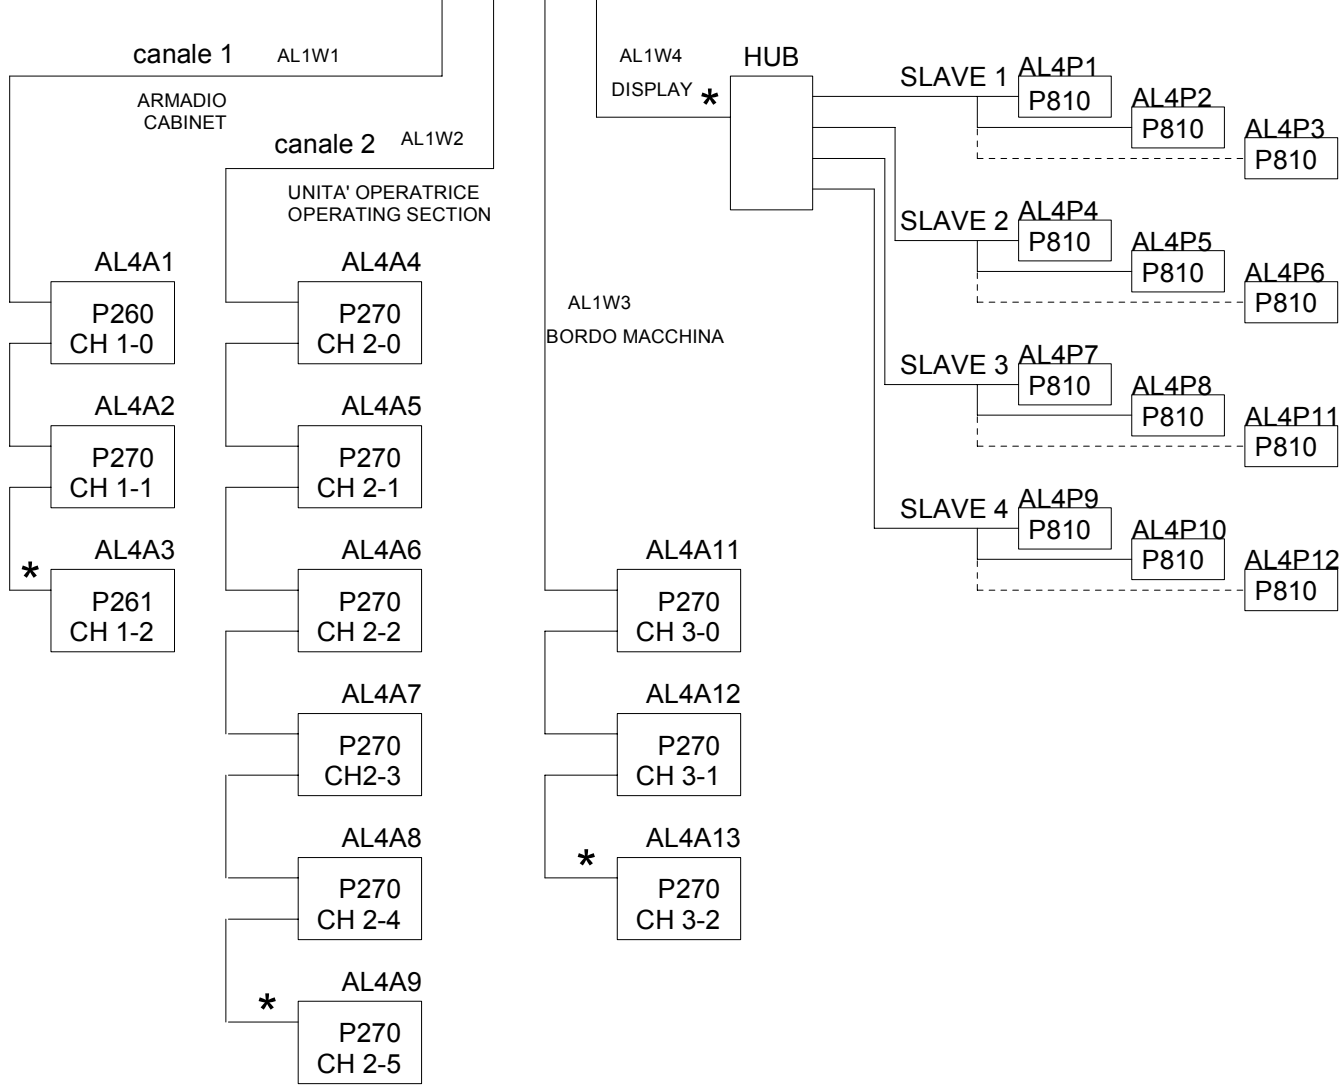 canale 1 AL1W1
ARMADIO
CABINET
canale 2 AL1W2
UNITA' OPERATRICE
OPERATING SECTION
AL4A1
P260
CH 1-0
AL4A2
P270
CH 1-1
AL4A3
*
P261
CH 1-2
AL4A4
P270
CH 2-0
AL4A5
P270
CH 2-1
AL4A6
P270
CH 2-2
AL4A7
P270
CH2-3
AL4A8
P270
CH 2-4
AL4A9
*
P270
CH 2-5
AL1W3
BORDO MACCHINA
AL4A11
P270
CH 3-0
AL4A12
P270
CH 3-1
AL4A13
*
P270
CH 3-2
AL1W4
DISPLAY *
HUB
SLAVE 1
AL4P1
P810
AL4P2
P810
AL4P3
P810
SLAVE 2
AL4P4
P810
AL4P5
P810
AL4P6
P810
SLAVE 3
AL4P7
P810
AL4P8
P810
AL4P11
P810
SLAVE 4
AL4P9
P810
AL4P10
P810
AL4P12
P810